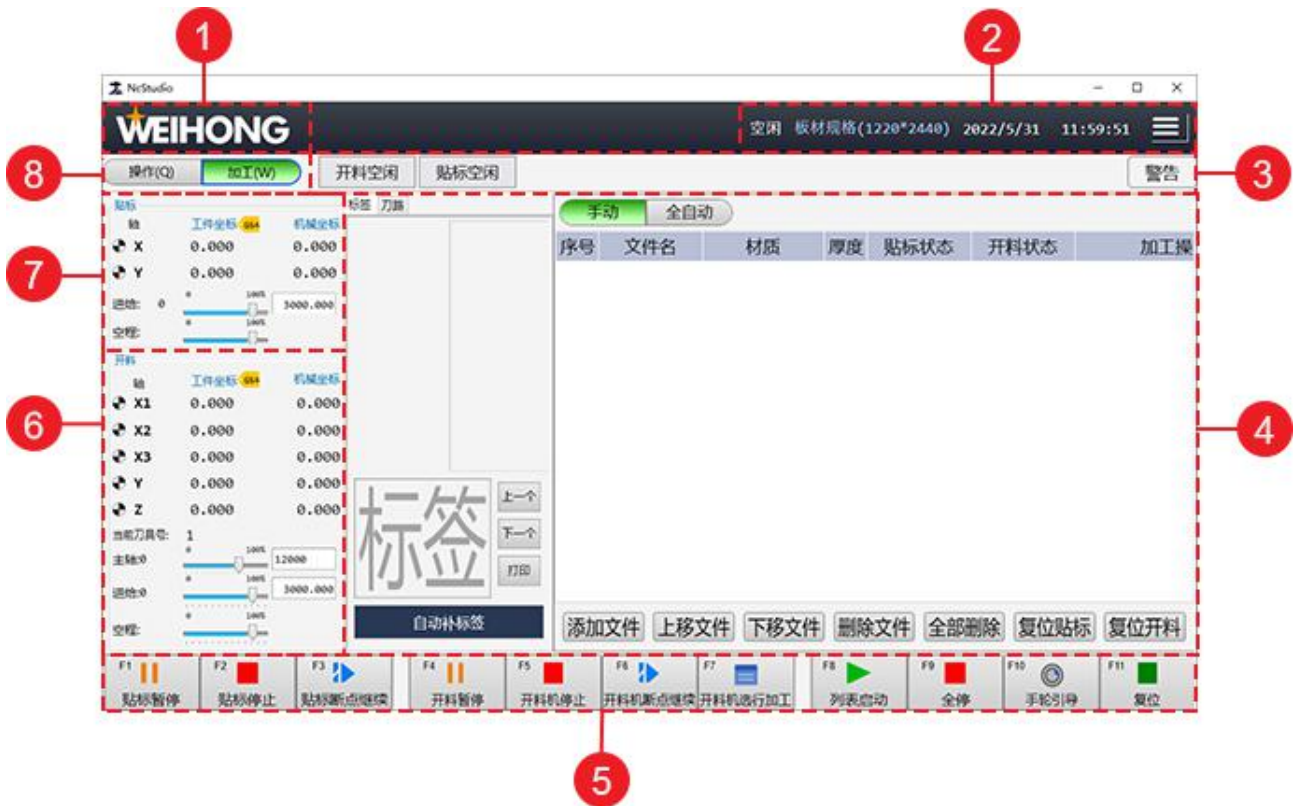 1
2
NcStudio
WEIHONG
空闲 板材规格(1220*2440) 2022/5/31 11:59:51
8
操作(Q) 加工(W) 开料空闲 贴标空闲 警告
3
贴标
轴 工件坐标 G54 机械坐标
X 0.000 0.000
Y 0.000 0.000
进给: 0 0 100% 3000.000
空程: 0 100%
7
开料
轴 工件坐标 G54 机械坐标
X1 0.000 0.000
X2 0.000 0.000
X3 0.000 0.000
Y 0.000 0.000
Z 0.000 0.000
当前刀具号: 1
主轴:0 0 100% 12000
进给:0 0 100% 3000.000
空程: 0 100%
6
标签 刀路
标签
上一个
下一个
打印
自动补标签
手动 全自动
序号 文件名 材质 厚度 贴标状态 开料状态 加工操
4
添加文件 上移文件 下移文件 删除文件 全部删除 复位贴标 复位开料
F1 贴标暂停
F2 贴标停止
F3 贴标断点继续
F4 开料暂停
F5 开料机停止
F6 开料机断点继续
F7 开料机选行加工
F8 列表启动
F9 全停
F10 手轮引导
F11 复位
5